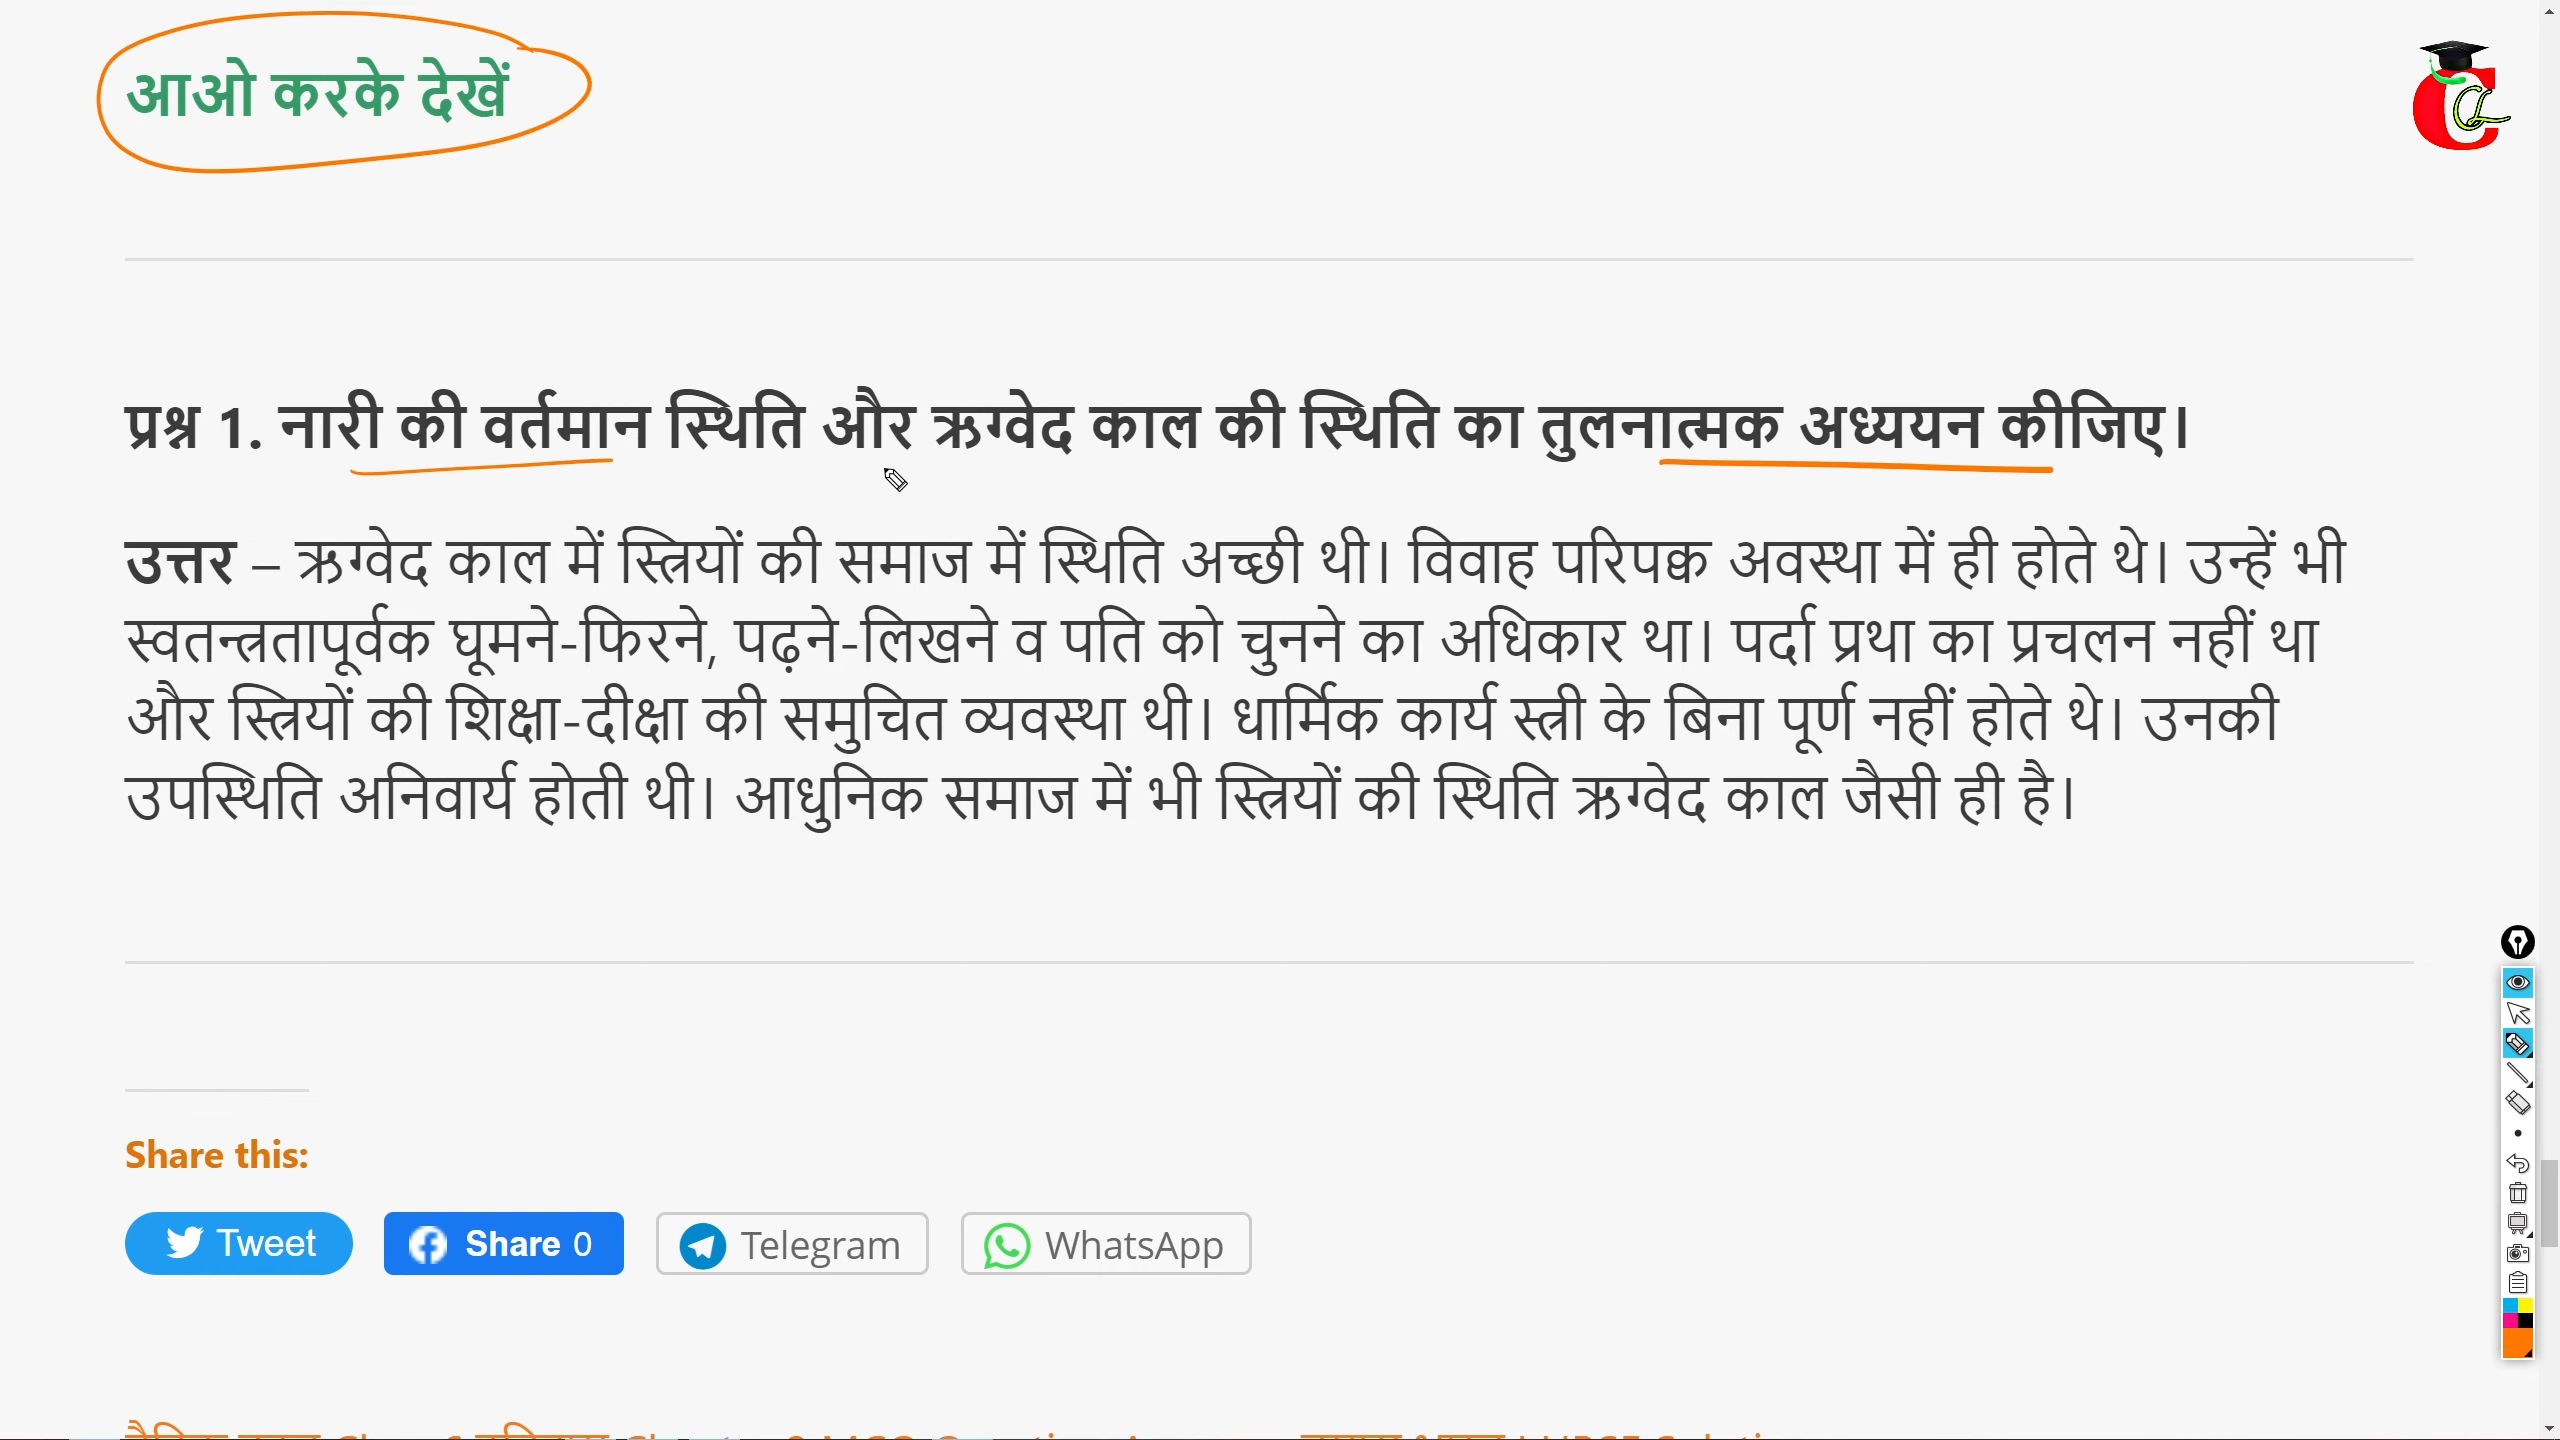 आओ करके देखें
प्रश्न 1. नारी की वर्तमान स्थिति और ऋग्वेद काल की स्थिति का तुलनात्मक अध्ययन कीजिए।
उत्तर – ऋग्वेद काल में स्त्रियों की समाज में स्थिति अच्छी थी। विवाह परिपक्व अवस्था में ही होते थे। उन्हें भी
स्वतन्त्रतापूर्वक घूमने-फिरने, पढ़ने-लिखने व पति को चुनने का अधिकार था। पर्दा प्रथा का प्रचलन नहीं था
और स्त्रियों की शिक्षा-दीक्षा की समुचित व्यवस्था थी। धार्मिक कार्य स्त्री के बिना पूर्ण नहीं होते थे। उनकी
उपस्थिति अनिवार्य होती थी। आधुनिक समाज में भी स्त्रियों की स्थिति ऋग्वेद काल जैसी ही है।
Share this:
Tweet Share 0 Telegram WhatsApp